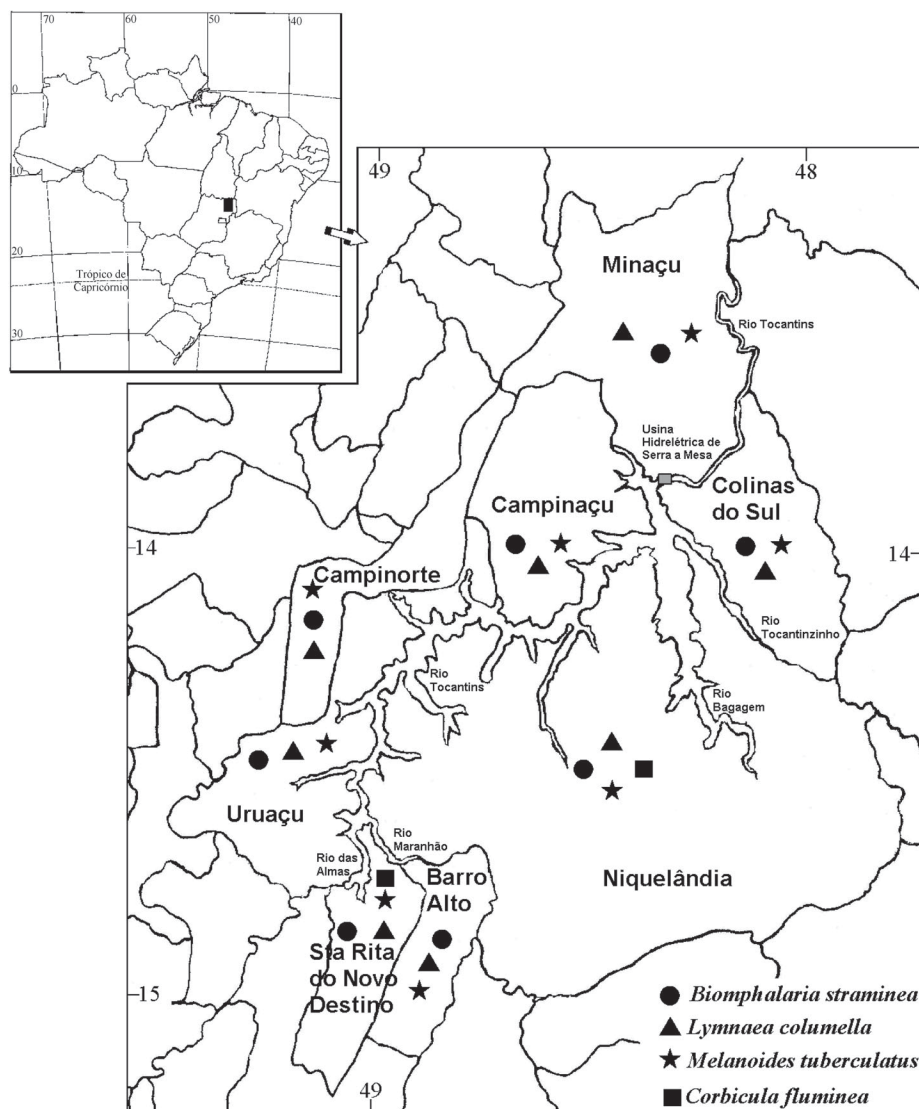 70
60
50
40
0
10
20
30
Trópico de
Capricórnio
49
48
Minaçu
Rio Tocantins
Usina
Hidrelétrica de
Serra a Mesa
Colinas
do Sul
Campinaçu
14
14
Campinorte
Rio
Tocantinzinho
Rio
Tocantins
Rio
Bagagem
Uruaçu
Rio
Maranhão
Rio das
Almas
Barro
Alto
Niquelândia
Sta Rita
do Novo
Destino
15
49
Biomphalaria straminea
Lymnaea columella
Melanoides tuberculatus
Corbicula fluminea